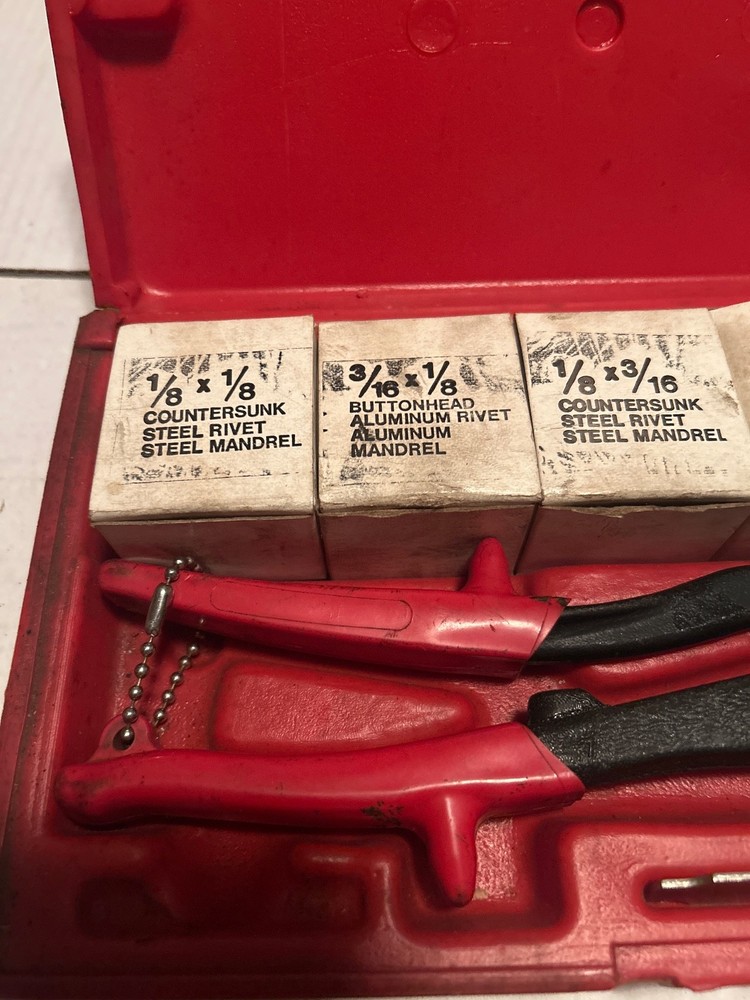 1/8 x 1/8
COUNTERSUNK
STEEL RIVET
STEEL MANDREL
3/16 x 1/8
BUTTONHEAD
ALUMINUM RIVET
ALUMINUM
MANDREL
1/8 x 3/16
COUNTERSUNK
STEEL RIVET
STEEL MANDREL